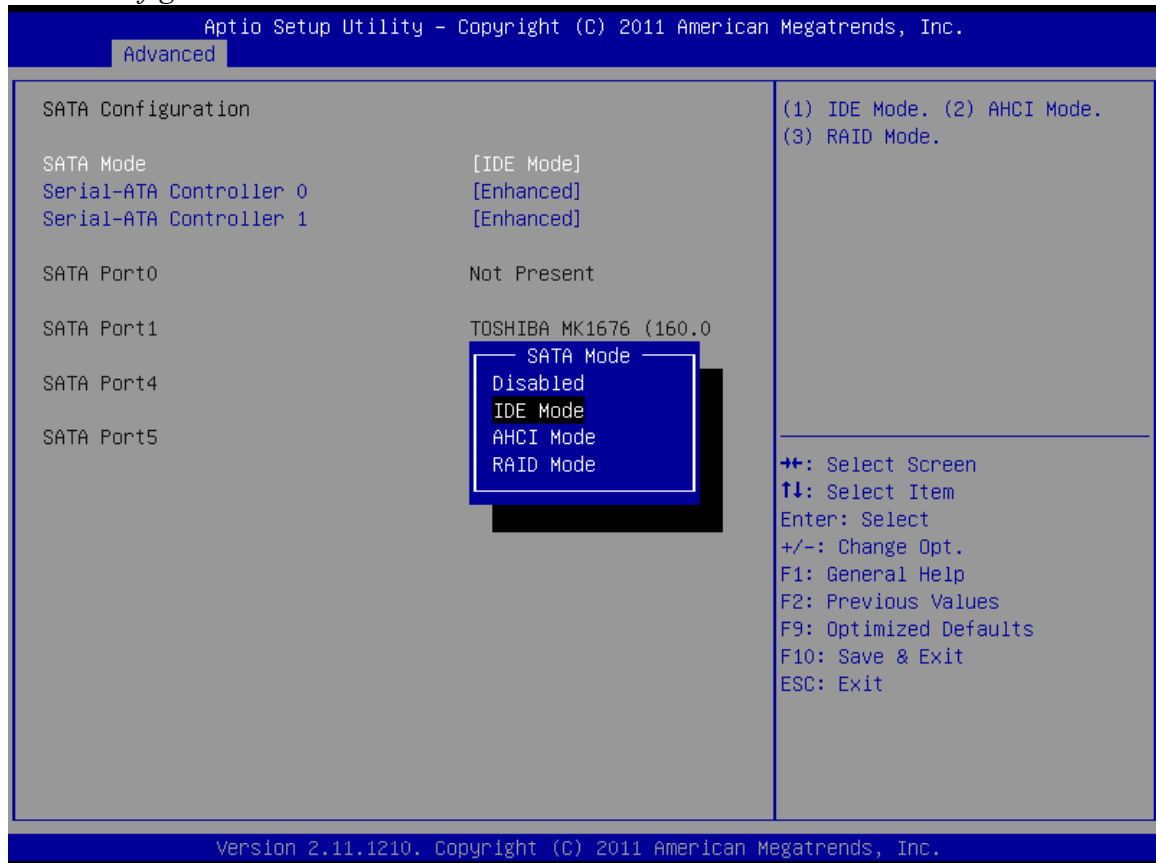 Aptio Setup Utility – Copyright (C) 2011 American Megatrends, Inc.
Advanced
SATA Configuration
SATA Mode [IDE Mode]
Serial-ATA Controller 0 [Enhanced]
Serial-ATA Controller 1 [Enhanced]
SATA Port0 Not Present
SATA Port1 TOSHIBA MK1676 (160.0
SATA Port4
SATA Port5
SATA Mode
Disabled
IDE Mode
AHCI Mode
RAID Mode
(1) IDE Mode. (2) AHCI Mode.
(3) RAID Mode.
→←: Select Screen
↑↓: Select Item
Enter: Select
+/-: Change Opt.
F1: General Help
F2: Previous Values
F9: Optimized Defaults
F10: Save & Exit
ESC: Exit
Version 2.11.1210. Copyright (C) 2011 American Megatrends, Inc.